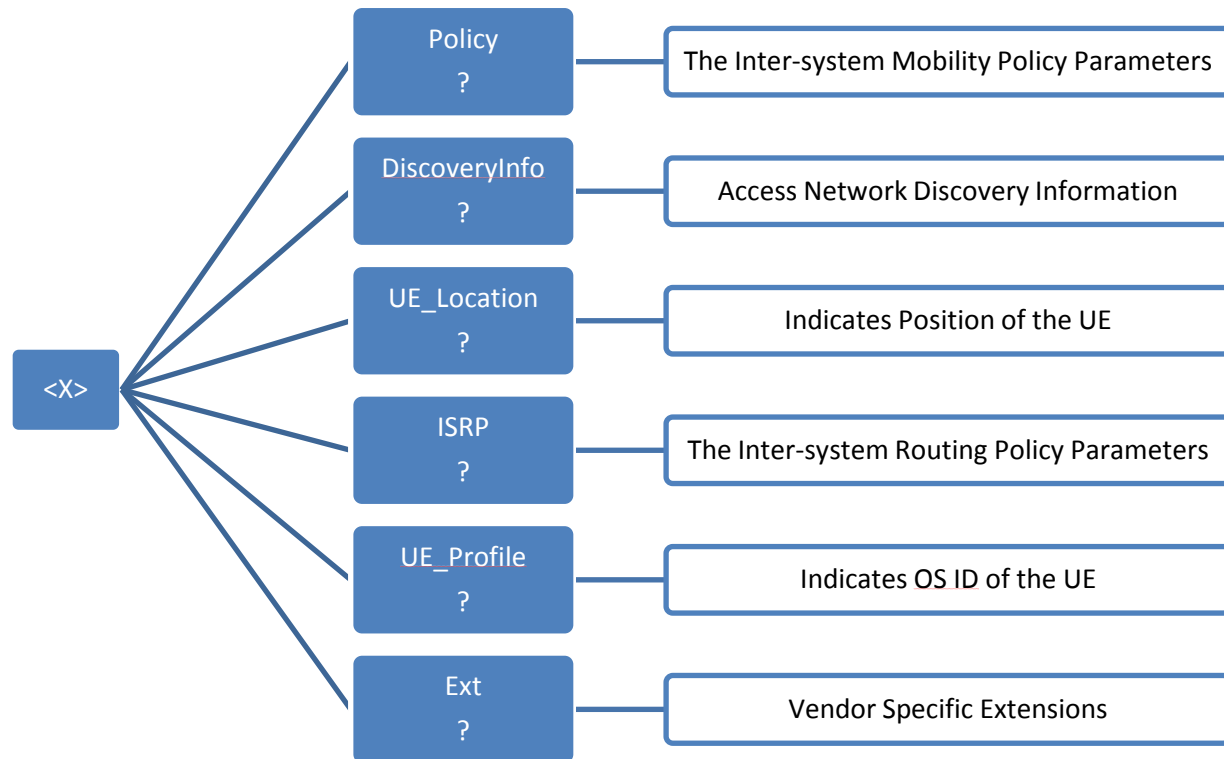 Policy
?
The Inter-system Mobility Policy Parameters
DiscoveryInfo
?
Access Network Discovery Information
UE_Location
?
Indicates Position of the UE
<X>
ISRP
?
The Inter-system Routing Policy Parameters
UE_Profile
?
Indicates OS ID of the UE
Ext
?
Vendor Specific Extensions